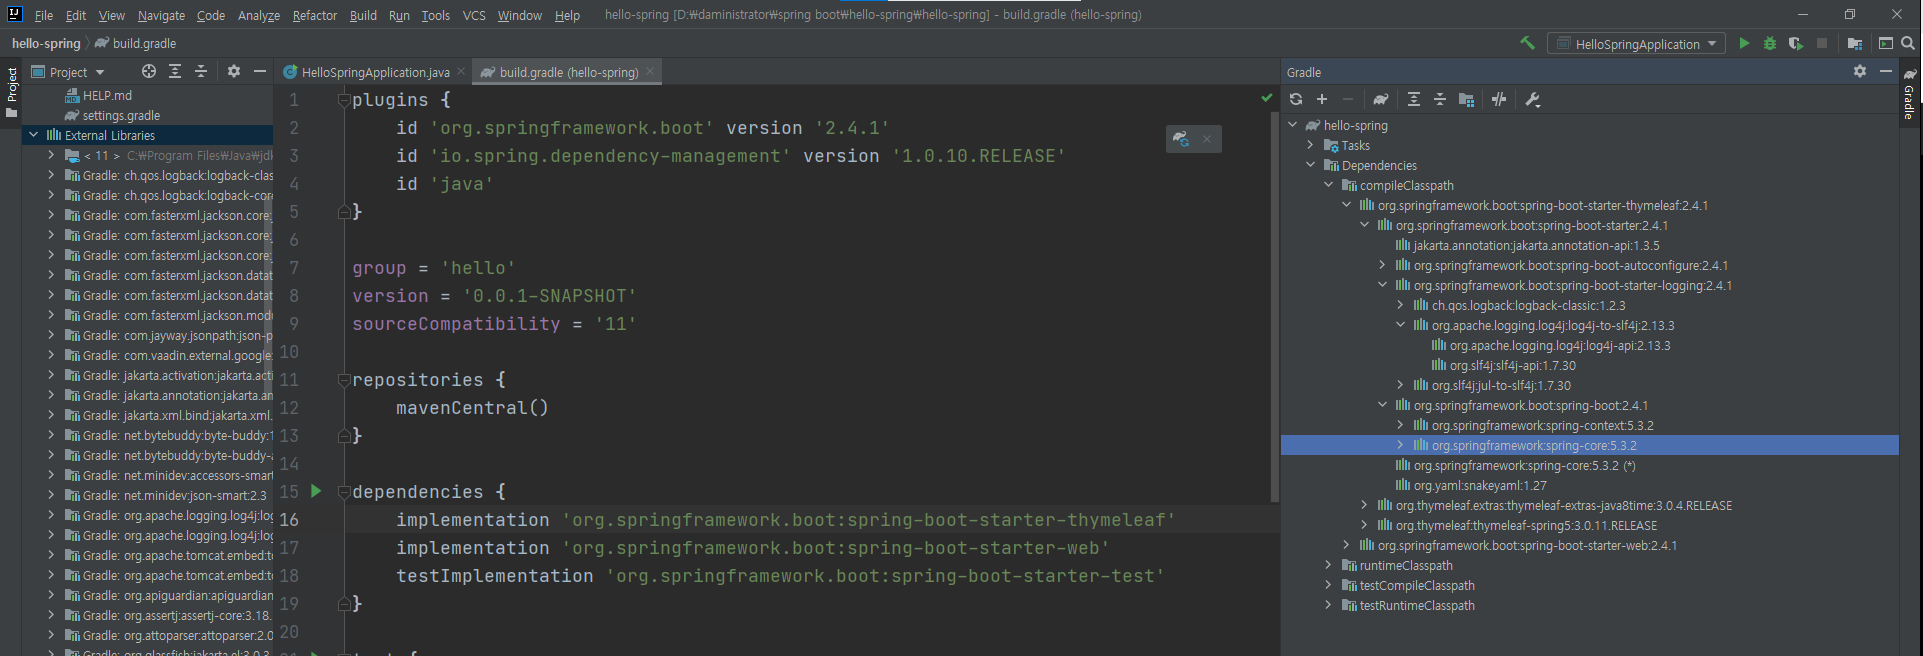 File Edit View Navigate Code Analyze Refactor Build Run Tools VCS Window Help hello-spring [D:₩daministrator₩spring boot₩hello-spring₩hello-spring] - build.gradle (hello-spring)
hello-spring build.gradle HelloSpringApplication
Project
Project
HELP.md
settings.gradle
External Libraries
< 11 > C:₩Program Files₩Java₩jdk
Gradle: ch.qos.logback:logback-clas
Gradle: ch.qos.logback:logback-core
Gradle: com.fasterxml.jackson.core:
Gradle: com.fasterxml.jackson.core:
Gradle: com.fasterxml.jackson.core:
Gradle: com.fasterxml.jackson.datat
Gradle: com.fasterxml.jackson.datat
Gradle: com.fasterxml.jackson.modu
Gradle: com.jayway.jsonpath:json-p
Gradle: com.vaadin.external.google:
Gradle: jakarta.activation:jakarta.acti
Gradle: jakarta.annotation:jakarta.an
Gradle: jakarta.xml.bind:jakarta.xml.
Gradle: net.bytebuddy:byte-buddy:1
Gradle: net.bytebuddy:byte-buddy-a
Gradle: net.minidev:accessors-smart
Gradle: net.minidev:json-smart:2.3
Gradle: org.apache.logging.log4j:log
Gradle: org.apache.logging.log4j:log
Gradle: org.apache.tomcat.embed:to
Gradle: org.apache.tomcat.embed:to
Gradle: org.apiguardian:apiguardian
Gradle: org.assertj:assertj-core:3.18.
Gradle: org.attoparser:attoparser:2.0
Gradle: org.glassfish:jakarta.el:3.0.3
HelloSpringApplication.java build.gradle (hello-spring)
1 plugins {
2 id 'org.springframework.boot' version '2.4.1'
3 id 'io.spring.dependency-management' version '1.0.10.RELEASE'
4 id 'java'
5 }
6
7 group = 'hello'
8 version = '0.0.1-SNAPSHOT'
9 sourceCompatibility = '11'
10
11 repositories {
12 mavenCentral()
13 }
14
15 dependencies {
16 implementation 'org.springframework.boot:spring-boot-starter-thymeleaf'
17 implementation 'org.springframework.boot:spring-boot-starter-web'
18 testImplementation 'org.springframework.boot:spring-boot-starter-test'
19 }
20
Gradle
Gradle
hello-spring
Tasks
Dependencies
compileClasspath
org.springframework.boot:spring-boot-starter-thymeleaf:2.4.1
org.springframework.boot:spring-boot-starter:2.4.1
jakarta.annotation:jakarta.annotation-api:1.3.5
org.springframework.boot:spring-boot-autoconfigure:2.4.1
org.springframework.boot:spring-boot-starter-logging:2.4.1
ch.qos.logback:logback-classic:1.2.3
org.apache.logging.log4j:log4j-to-slf4j:2.13.3
org.apache.logging.log4j:log4j-api:2.13.3
org.slf4j:slf4j-api:1.7.30
org.slf4j:jul-to-slf4j:1.7.30
org.springframework.boot:spring-boot:2.4.1
org.springframework:spring-context:5.3.2
org.springframework:spring-core:5.3.2
org.springframework:spring-core:5.3.2 (*)
org.yaml:snakeyaml:1.27
org.thymeleaf.extras:thymeleaf-extras-java8time:3.0.4.RELEASE
org.thymeleaf:thymeleaf-spring5:3.0.11.RELEASE
org.springframework.boot:spring-boot-starter-web:2.4.1
runtimeClasspath
testCompileClasspath
testRuntimeClasspath